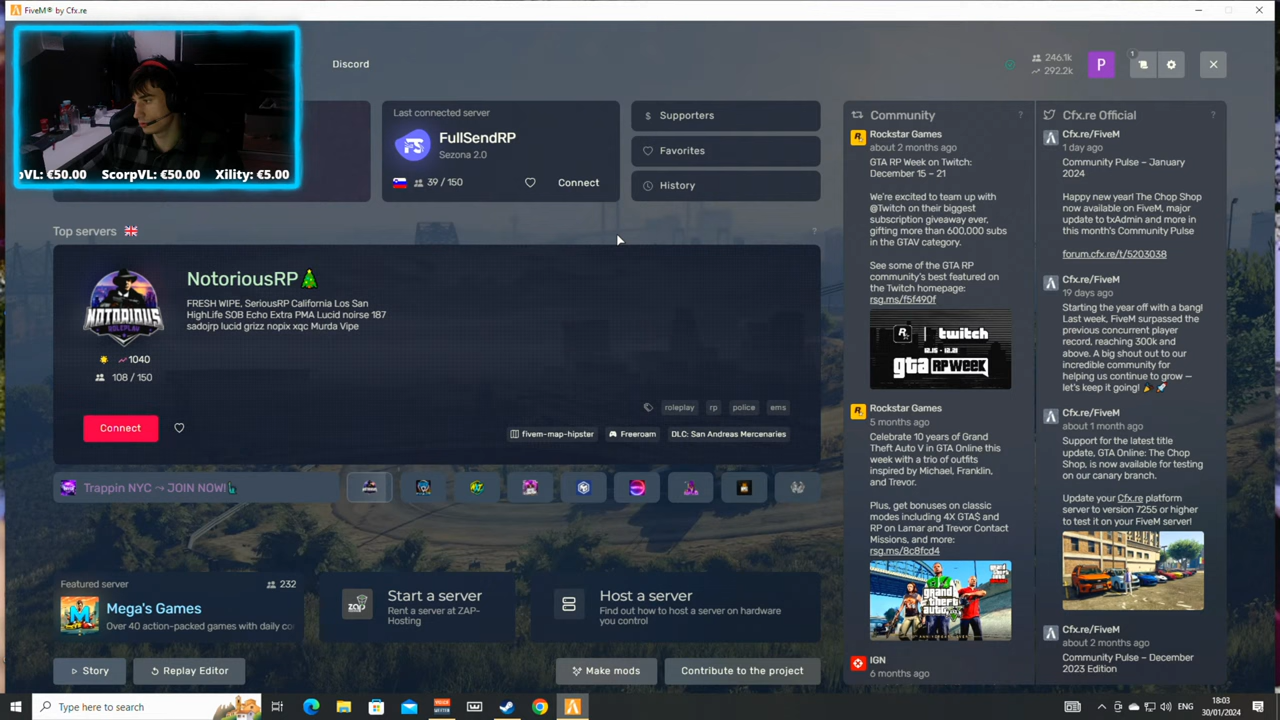 FiveM® by Cfx.re
Discord
246.1k
292.2k
P
1
VL: €50.00 ScorpVL: €50.00 Xility: €5.00
Last connected server
FullSendRP
Sezona 2.0
39 / 150
Connect
$ Supporters
Favorites
History
Top servers
?
NotoriousRP
FRESH WIPE, SeriousRP California Los San
HighLife SOB Echo Extra PMA Lucid noirse 187
sadojrp lucid grizz nopix xqc Murda Vipe
NOTORIOUS
ROLEPLAY
1040
108 / 150
Connect
roleplay rp police ems
fivem-map-hipster Freeroam DLC: San Andreas Mercenaries
Trappin NYC ⤳ JOIN NOW!
Featured server 232
Mega's Games
Over 40 action-packed games with daily co
ZAP
Start a server
Rent a server at ZAP-
Hosting
Host a server
Find out how to host a server on hardware
you control
Story
Replay Editor
Make mods
Contribute to the project
Community ?
Rockstar Games
about 2 months ago
GTA RP Week on Twitch:
December 15 – 21
We're excited to team up with
@Twitch on their biggest
subscription giveaway ever,
gifting more than 600,000 subs
in the GTAV category.
See some of the GTA RP
community's best featured on
the Twitch homepage:
rsg.ms/f5f490f
twitch
12.15 - 12.21
gta RP WEEK
Rockstar Games
5 months ago
Celebrate 10 years of Grand
Theft Auto V in GTA Online this
week with a trio of outfits
inspired by Michael, Franklin,
and Trevor.
Plus, get bonuses on classic
modes including 4X GTA$ and
RP on Lamar and Trevor Contact
Missions, and more:
rsg.ms/8c8fcd4
IGN
6 months ago
Cfx.re Official ?
Cfx.re/FiveM
1 day ago
Community Pulse – January
2024
Happy new year! The Chop Shop
now available on FiveM, major
update to txAdmin and more in
this month's Community Pulse
forum.cfx.re/t/5203038
Cfx.re/FiveM
19 days ago
Starting the year off with a bang!
Last week, FiveM surpassed the
previous concurrent player
record, reaching 300k and
above. A big shout out to our
incredible community for
helping us continue to grow —
let's keep it going!
Cfx.re/FiveM
about 1 month ago
Support for the latest title
update, GTA Online: The Chop
Shop, is now available for testing
on our canary branch.
Update your Cfx.re platform
server to version 7255 or higher
to test it on your FiveM server!
Cfx.re/FiveM
about 2 months ago
Community Pulse – December
2023 Edition
Type here to search
ENG
18:03
30/01/2024